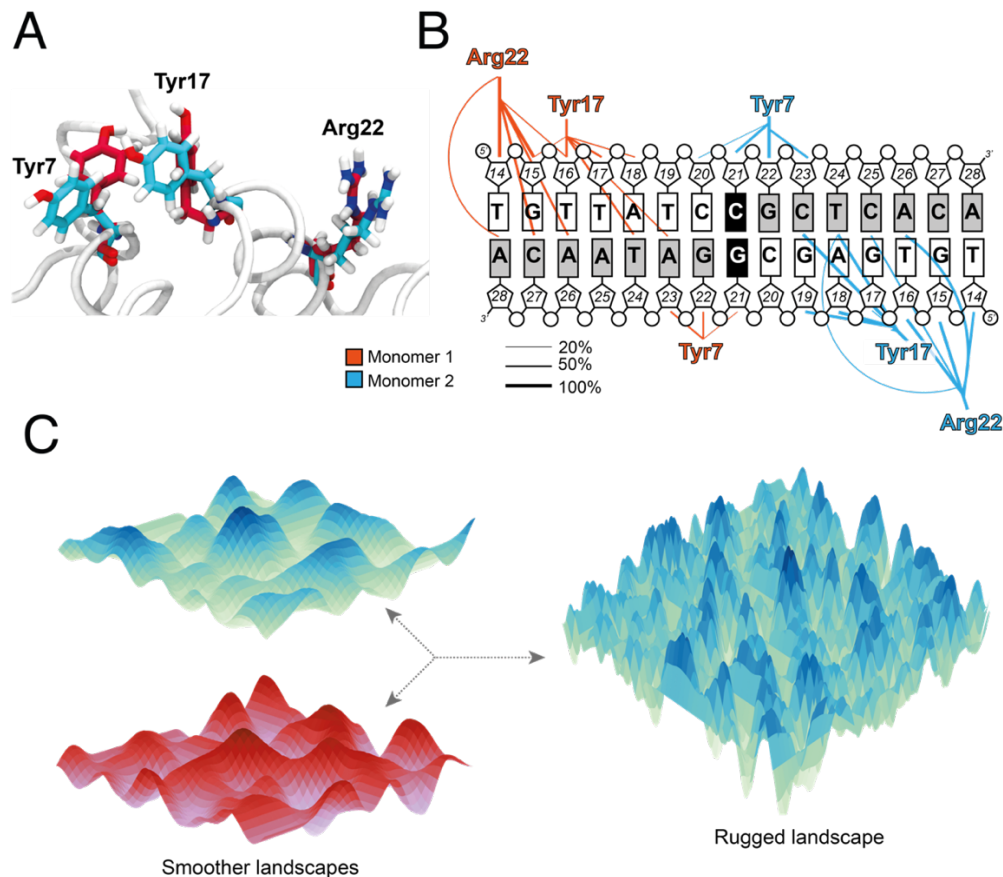 A
Tyr17
Tyr7
Arg22
Monomer 1
Monomer 2
B
Arg22
Tyr17
Tyr7
5' 3'
14 15 16 17 18 19 20 21 22 23 24 25 26 27 28
T G T T A T C C G C T C A C A
A C A A T A G G C G A G T G T
28 27 26 25 24 23 22 21 20 19 18 17 16 15 14
3' 5'
Tyr7
Tyr17
Arg22
20%
50%
100%
C
Smoother landscapes
Rugged landscape